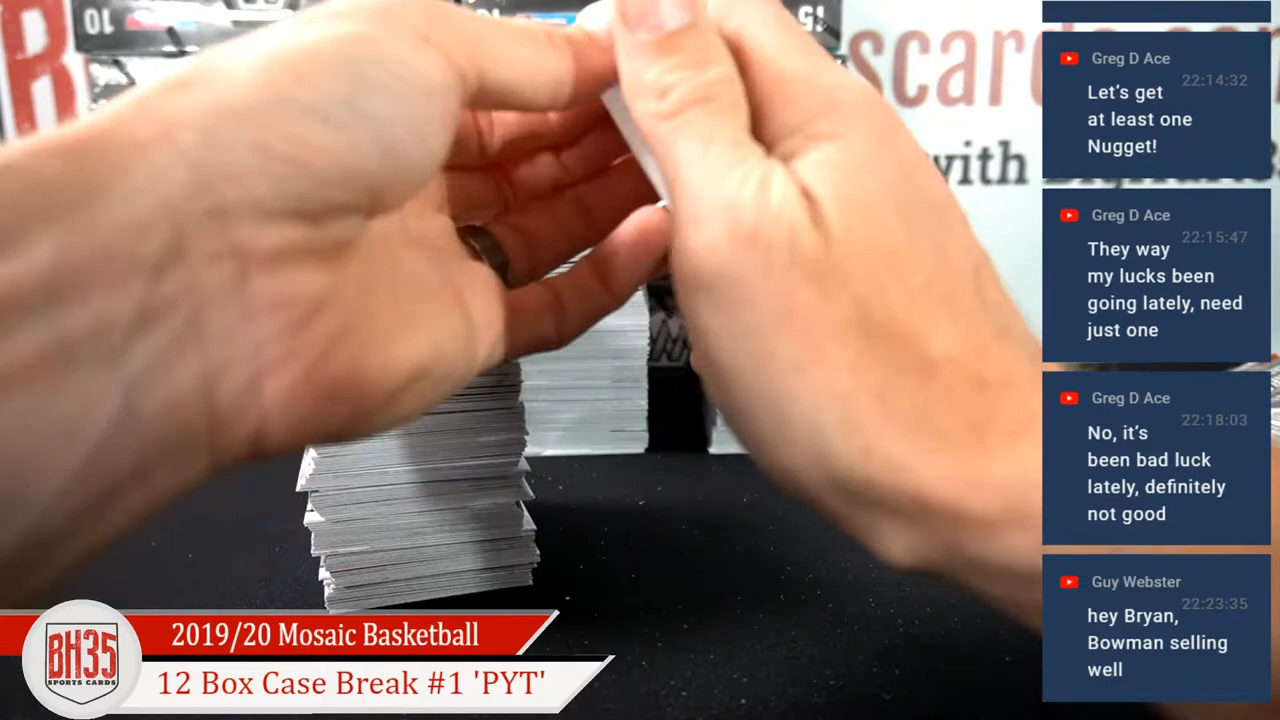 10
15
scards
with
Greg D Ace
22:14:32
Let's get
at least one
Nugget!
Greg D Ace
22:15:47
They way
my lucks been
going lately, need
just one
Greg D Ace
22:18:03
No, it's
been bad luck
lately, definitely
not good
Guy Webster
22:23:35
hey Bryan,
Bowman selling
well
BH35
SPORTS CARDS
2019/20 Mosaic Basketball
12 Box Case Break #1 'PYT'